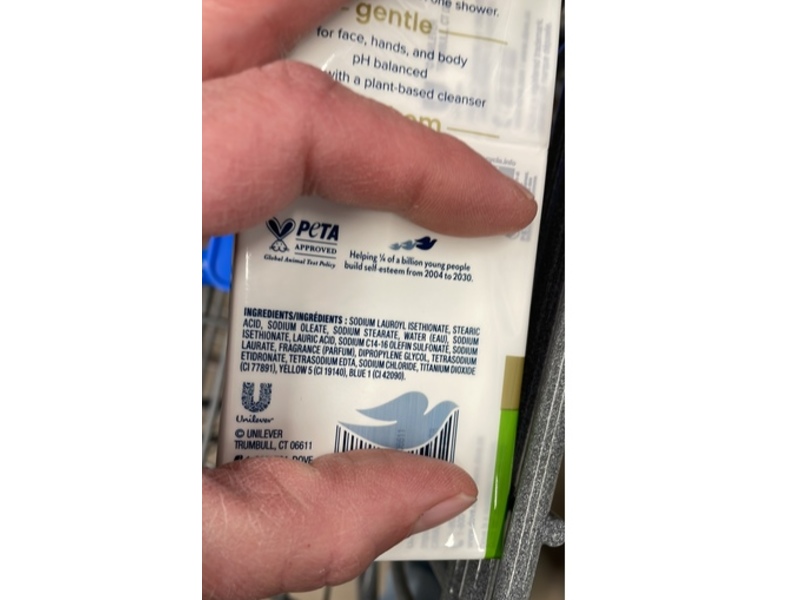 one shower.
gentle
for face, hands, and body
pH balanced
with a plant-based cleanser
PeTA
APPROVED
Global Animal Test Policy
Helping ¼ of a billion young people
build self-esteem from 2004 to 2030.
INGREDIENTS/INGRÉDIENTS : SODIUM LAUROYL ISETHIONATE, STEARIC
ACID, SODIUM OLEATE, SODIUM STEARATE, WATER (EAU), SODIUM
ISETHIONATE, LAURIC ACID, SODIUM C14-16 OLEFIN SULFONATE, SODIUM
LAURATE, FRAGRANCE (PARFUM), DIPROPYLENE GLYCOL, TETRASODIUM
ETIDRONATE, TETRASODIUM EDTA, SODIUM CHLORIDE, TITANIUM DIOXIDE
(CI 77891), YELLOW 5 (CI 19140), BLUE 1 (CI 42090).
Unilever
© UNILEVER
TRUMBULL, CT 06611
DOVE